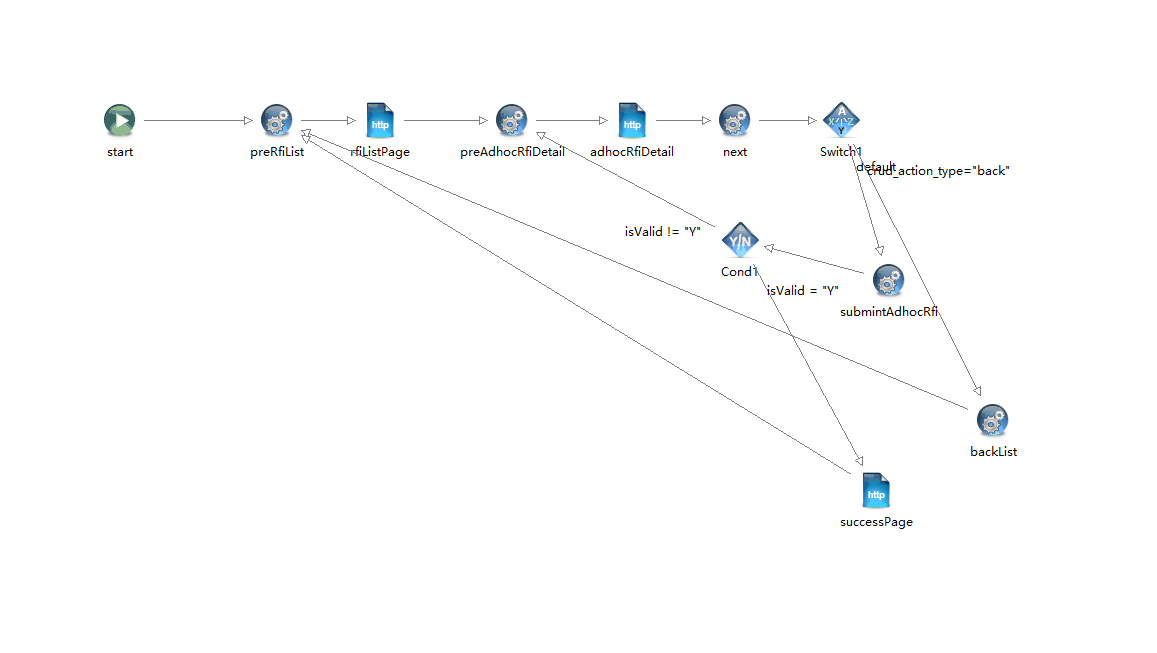 http
http
A
X/ /Z
Y
start
preRfiList
rfiListPage
preAdhocRfiDetail
adhocRfiDetail
next
Switch1
default
crud_action_type="back"
isValid != "Y"
Y/N
Cond1
isValid = "Y"
submintAdhocRfi
backList
http
successPage